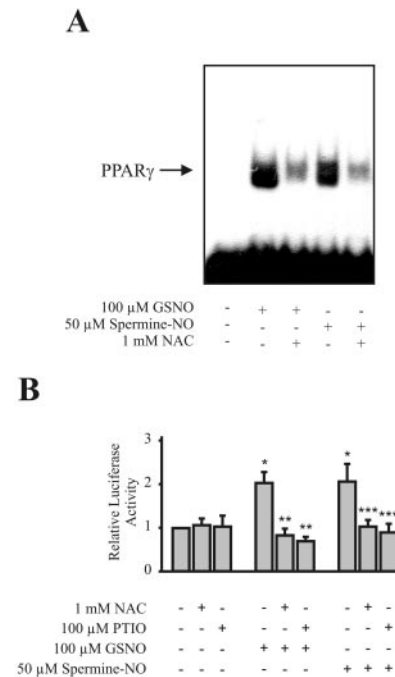 A
PPARγ
100 µM GSNO - + + - -
50 µM Spermine-NO - - - + +
1 mM NAC - - + - +
B
Relative Luciferase
Activity
3
2
1
0
* ** ** * *** ***
1 mM NAC - + - - + - - + -
100 µM PTIO - - + - - + - - +
100 µM GSNO - - - + + + - - -
50 µM Spermine-NO - - - - - - + + +